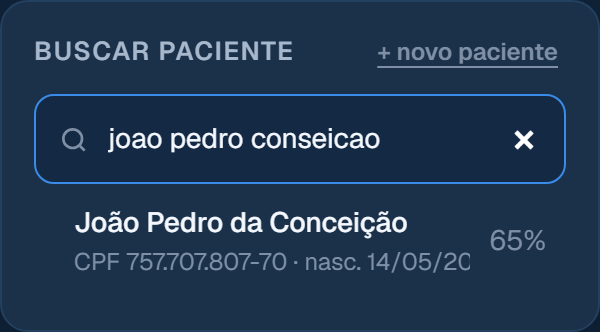 BUSCAR PACIENTE
+ novo paciente
joao pedro conseicao
João Pedro da Conceição
65%
CPF 757.707.807-70 · nasc. 14/05/20